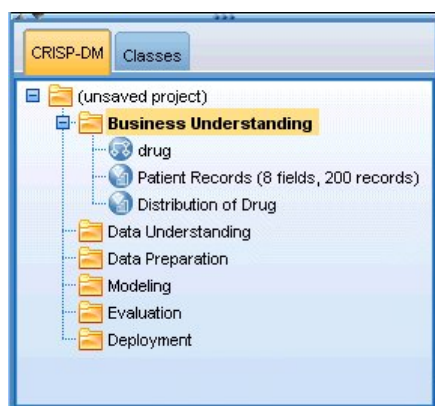 CRISP-DM Classes
(unsaved project)
Business Understanding
drug
Patient Records (8 fields, 200 records)
Distribution of Drug
Data Understanding
Data Preparation
Modeling
Evaluation
Deployment